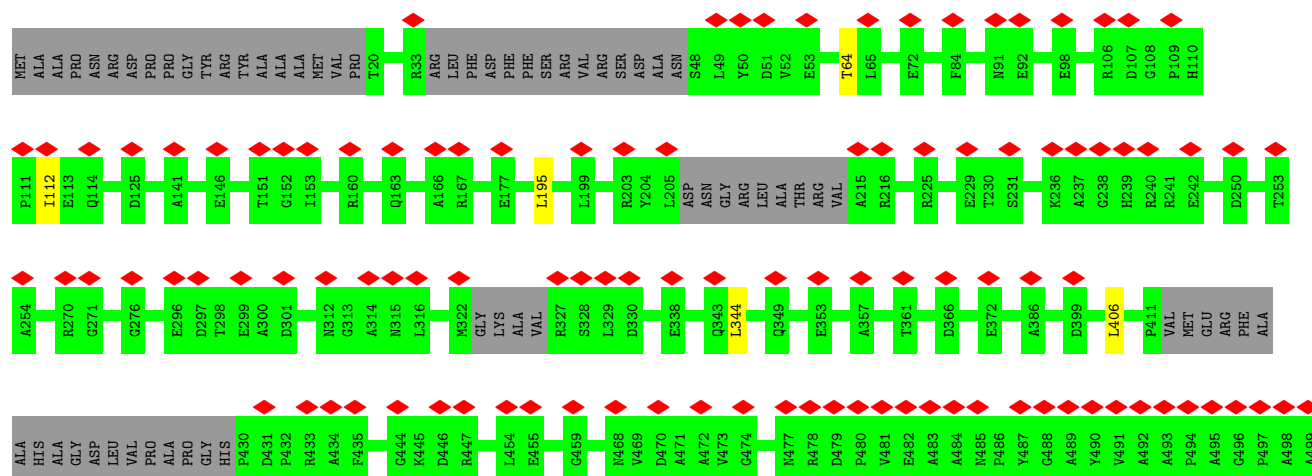 MET ALA ALA PRO ASN ARG ASP PRO PRO GLY TYR ARG TYR ALA ALA ALA MET VAL PRO T20 R33 ARG LEU PHE ASP PHE PHE SER ARG VAL ARG SER ASP ALA ASN S48 L49 Y50 D51 V52 E53 T64 L65 E72 F84 N91 E92 E98 R106 D107 G108 P109 H110
P111 I112 E113 Q114 D125 A141 E146 T151 G152 I153 R160 Q163 A166 R167 E177 L195 L199 R203 Y204 L205 ASP ASN GLY ARG LEU ALA THR ARG VAL A215 R216 R225 E229 T230 S231 K236 A237 G238 H239 R240 R241 E242 D250 T253
A254 R270 G271 G276 E296 D297 T298 E299 A300 D301 N312 G313 A314 N315 L316 M322 GLY LYS ALA VAL R327 S328 L329 D330 E338 Q343 L344 Q349 E353 A357 T361 D366 E372 A386 D399 L406 P411 VAL MET GLU ARG PHE ALA
ALA HIS ALA GLY ASP LEU VAL PRO ALA PRO GLY HIS P430 D431 P432 R433 A434 F435 G444 K445 D446 R447 L454 E455 G459 N468 V469 D470 A471 A472 V473 G474 N477 R478 D479 P480 V481 E482 A483 A484 N485 P486 Y487 G488 A489 Y490 V491 A492 A493 P494 A495 G496 P497 A498